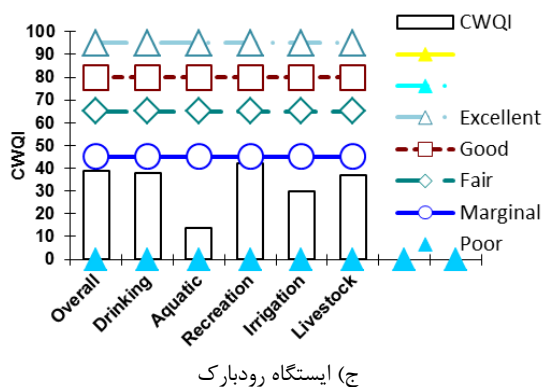 100
90
80
70
60
50
40
30
20
10
0
CWQI
Overall
Drinking
Aquatic
Recreation
Irrigation
Livestock
CWQI
Excellent
Good
Fair
Marginal
Poor
ج) ایستگاه رودبارک